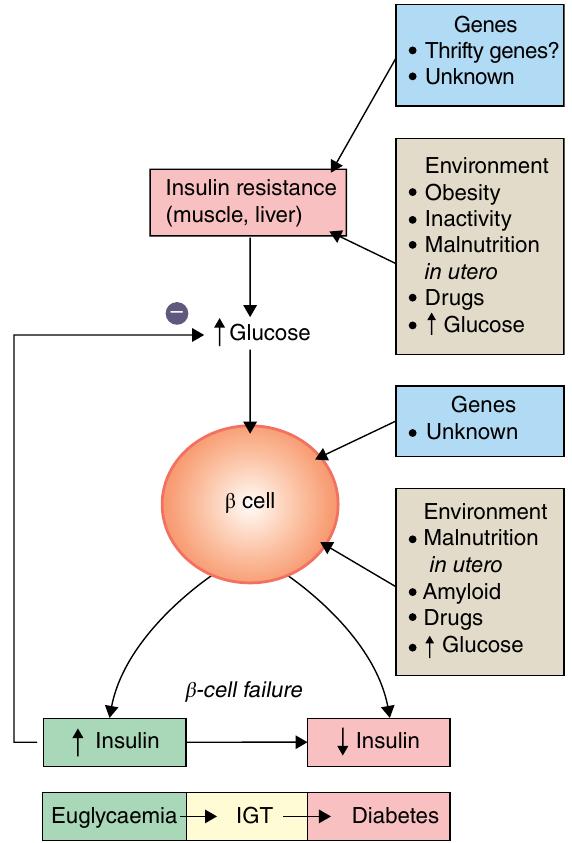 Genes
• Thrifty genes?
• Unknown
Insulin resistance
(muscle, liver)
Environment
• Obesity
• Inactivity
• Malnutrition
in utero
• Drugs
• ↑ Glucose
−
↑ Glucose
Genes
• Unknown
β cell
Environment
• Malnutrition
in utero
• Amyloid
• Drugs
• ↑ Glucose
β-cell failure
↑ Insulin
↓ Insulin
Euglycaemia → IGT → Diabetes